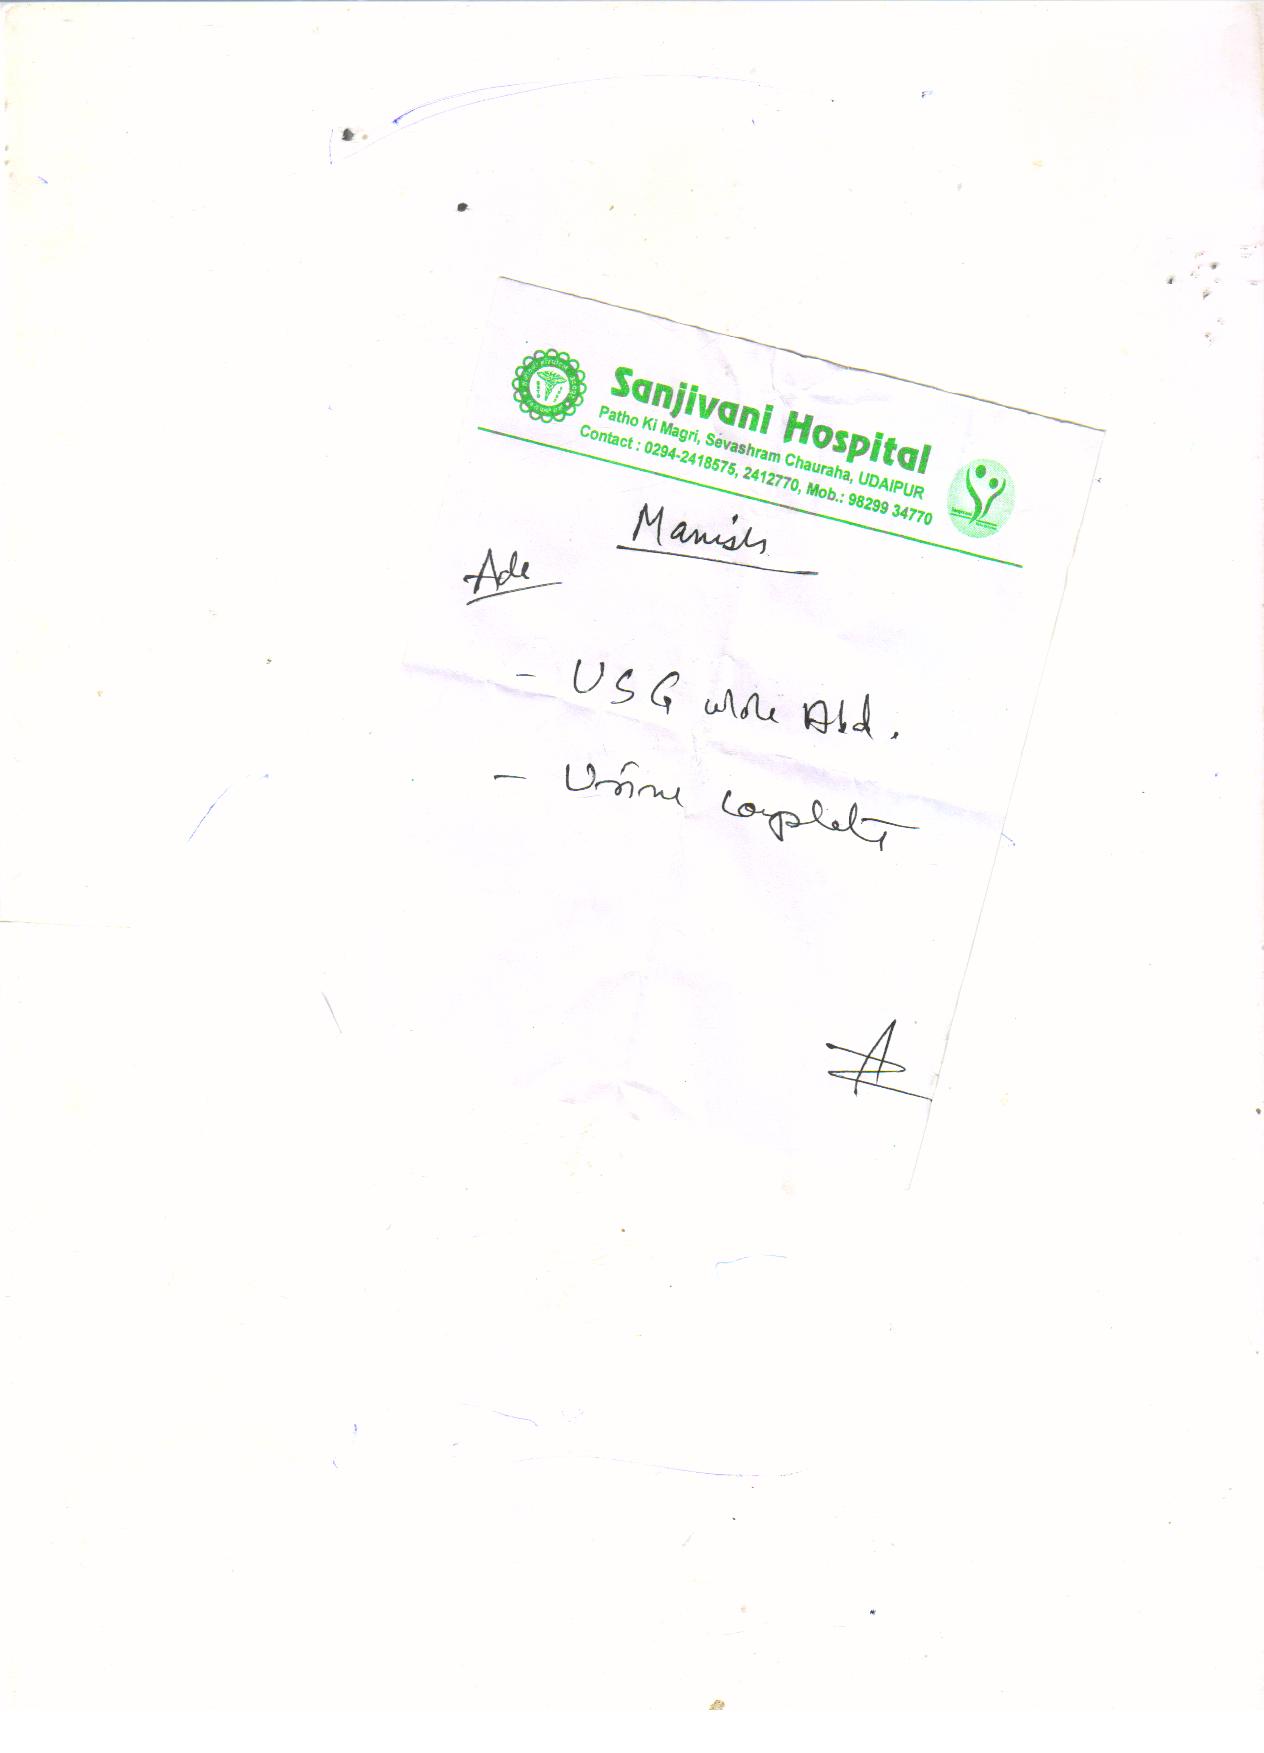 Sanjivani Hospital
Patho Ki Magri, Sevashram Chauraha, UDAIPUR
Contact : 0294-2418575, 2412770, Mob.: 98299 34770
Manish
Ade
- USG whole Abd.
- Urine complete